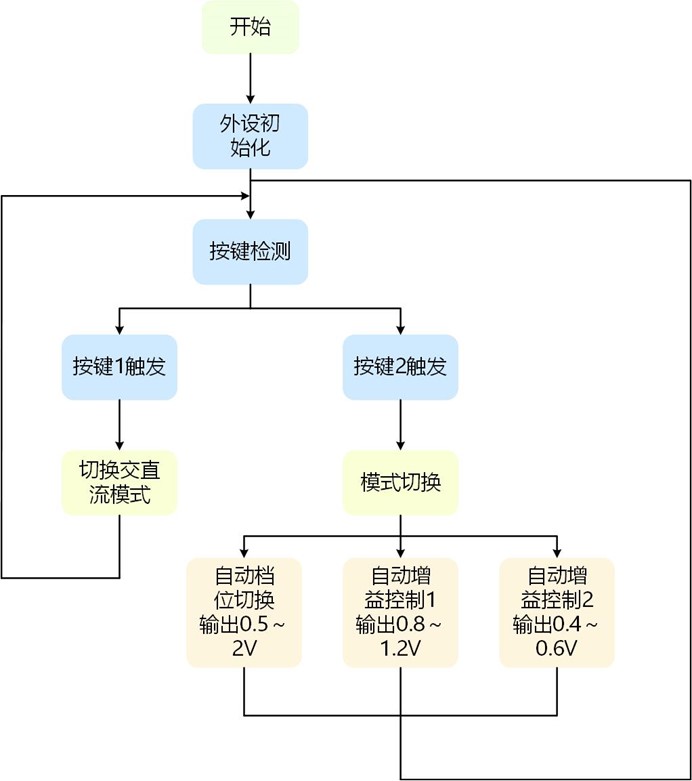 开始
外设初
始化
按键检测
按键1触发
按键2触发
切换交直
流模式
模式切换
自动档
位切换
输出0.5～
2V
自动增
益控制1
输出0.8～
1.2V
自动增
益控制2
输出0.4～
0.6V